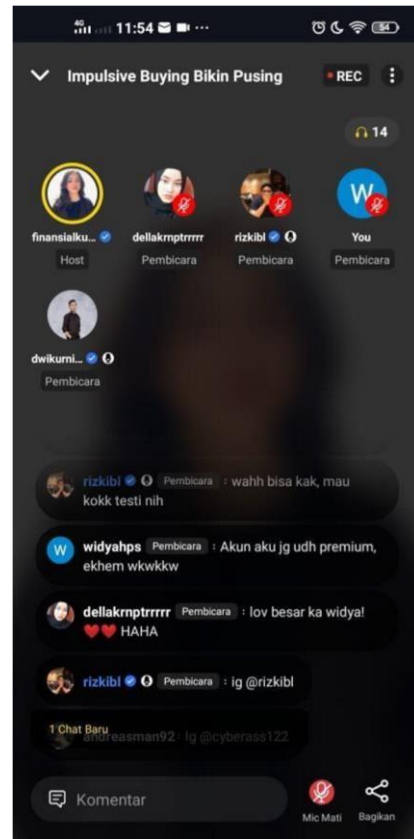 4G 11:54 54
Impulsive Buying Bikin Pusing REC
14
finansialku... dellakrnptrrrrr rizkibl You
Host Pembicara Pembicara Pembicara
W
dwikurni...
Pembicara
rizkibl Pembicara : wahh bisa kak, mau
kokk testi nih
W widyahps Pembicara : Akun aku jg udh premium,
ekhem wkwkkw
dellakrnptrrrrr Pembicara : lov besar ka widya!
❤️❤️ HAHA
rizkibl Pembicara : ig @rizkibl
1 Chat Baru
andreasman92: Ig @cyberass122
Komentar
Mic Mati Bagikan